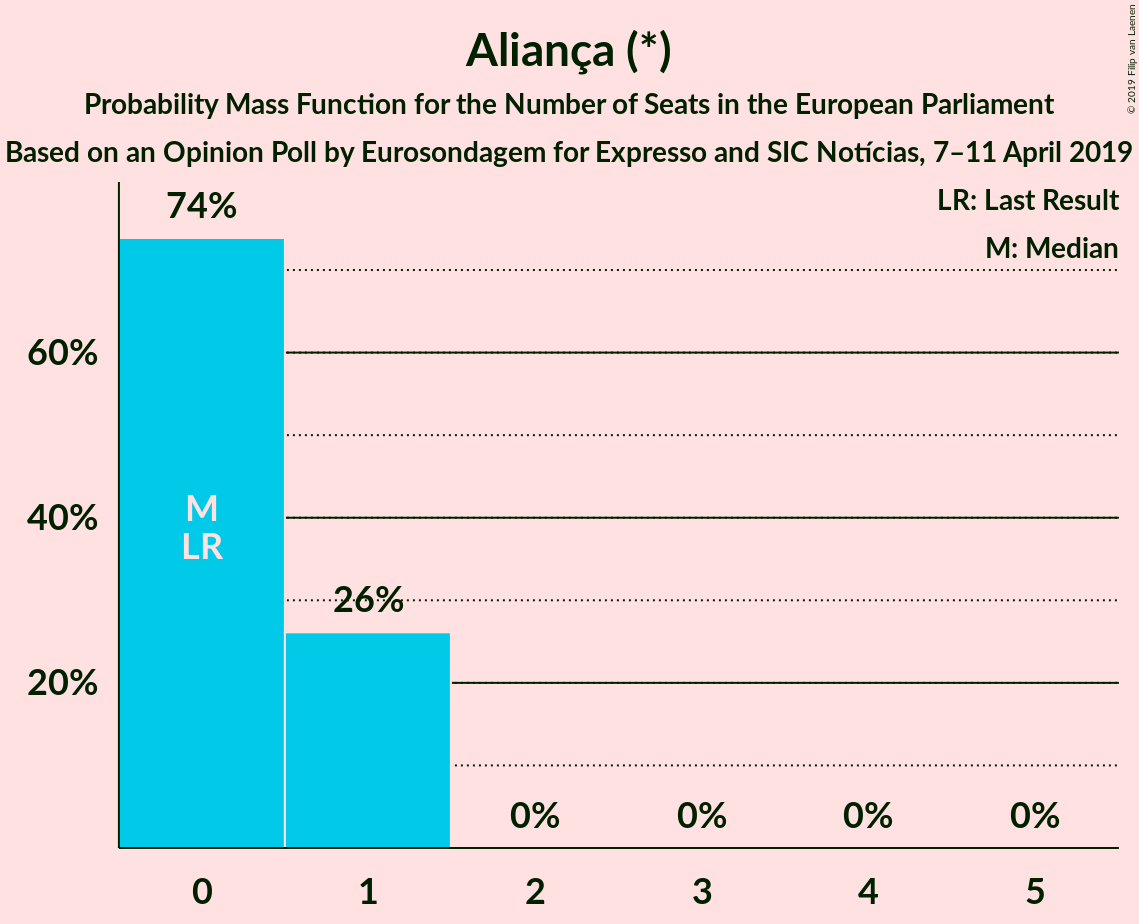 Aliança (*)
Probability Mass Function for the Number of Seats in the European Parliament
Based on an Opinion Poll by Eurosondagem for Expresso and SIC Notícias, 7–11 April 2019
© 2019 Filip van Laenen
LR: Last Result
M: Median
74%
60%
40%
20%
M
LR
26%
0% 0% 0% 0%
0 1 2 3 4 5